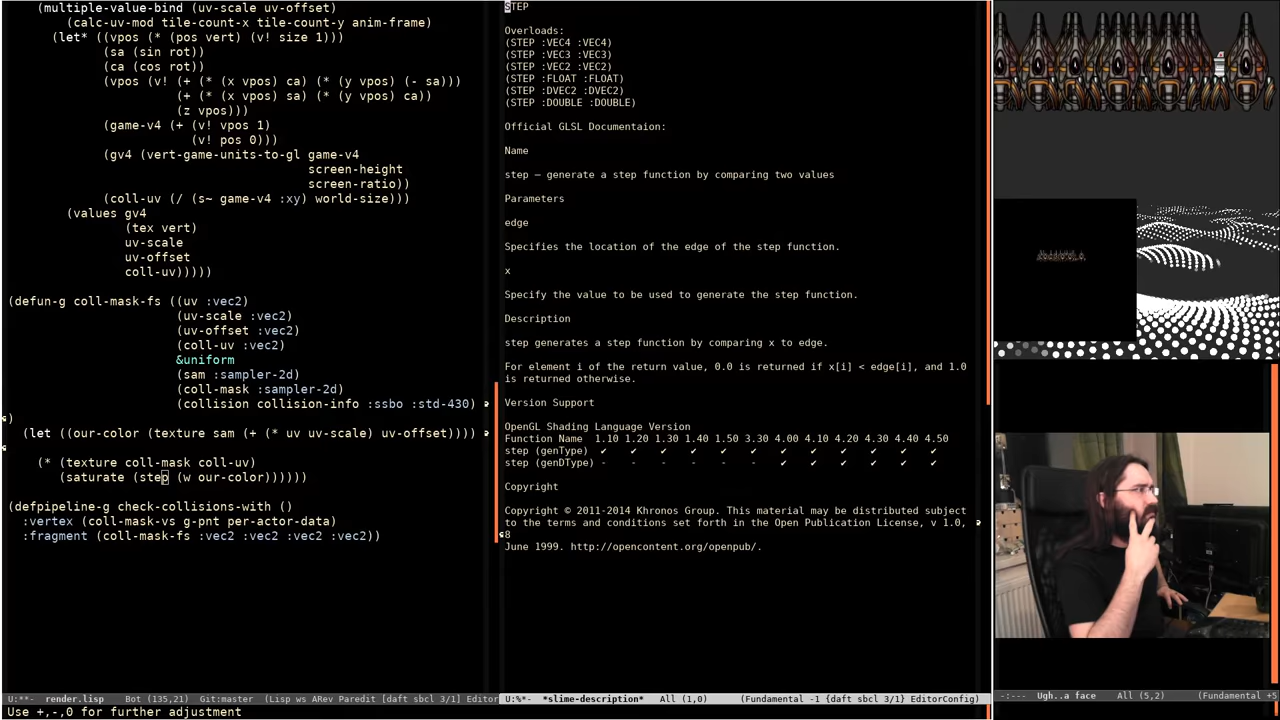 (multiple-value-bind (uv-scale uv-offset)
(calc-uv-mod tile-count-x tile-count-y anim-frame)
(let* ((vpos (* (pos vert) (v! size 1)))
(sa (sin rot))
(ca (cos rot))
(vpos (v! (+ (* (x vpos) ca) (* (y vpos) (- sa)))
(+ (* (x vpos) sa) (* (y vpos) ca))
(z vpos)))
(game-v4 (+ (v! vpos 1)
(v! pos 0)))
(gv4 (vert-game-units-to-gl game-v4
screen-height
screen-ratio))
(coll-uv (/ (s~ game-v4 :xy) world-size)))
(values gv4
(tex vert)
uv-scale
uv-offset
coll-uv)))))
(defun-g coll-mask-fs ((uv :vec2)
(uv-scale :vec2)
(uv-offset :vec2)
(coll-uv :vec2)
&uniform
(sam :sampler-2d)
(coll-mask :sampler-2d)
(collision collision-info :ssbo :std-430)
)
(let ((our-color (texture sam (+ (* uv uv-scale) uv-offset))))
(* (texture coll-mask coll-uv)
(saturate (step (w our-color))))))
(defpipeline-g check-collisions-with ()
:vertex (coll-mask-vs g-pnt per-actor-data)
:fragment (coll-mask-fs :vec2 :vec2 :vec2 :vec2))
U:**- render.lisp Bot (135,21) Git:master (Lisp ws ARev Paredit [daft sbcl 3/1] Editor
Use +,-,0 for further adjustment
STEP
Overloads:
(STEP :VEC4 :VEC4)
(STEP :VEC3 :VEC3)
(STEP :VEC2 :VEC2)
(STEP :FLOAT :FLOAT)
(STEP :DVEC2 :DVEC2)
(STEP :DOUBLE :DOUBLE)
Official GLSL Documentaion:
Name
step – generate a step function by comparing two values
Parameters
edge
Specifies the location of the edge of the step function.
x
Specify the value to be used to generate the step function.
Description
step generates a step function by comparing x to edge.
For element i of the return value, 0.0 is returned if x[i] < edge[i], and 1.0
is returned otherwise.
Version Support
OpenGL Shading Language Version
Function Name 1.10 1.20 1.30 1.40 1.50 3.30 4.00 4.10 4.20 4.30 4.40 4.50
step (genType) ✔ ✔ ✔ ✔ ✔ ✔ ✔ ✔ ✔ ✔ ✔ ✔
step (genDType) - - - - - - ✔ ✔ ✔ ✔ ✔ ✔
Copyright
Copyright © 2011-2014 Khronos Group. This material may be distributed subject
to the terms and conditions set forth in the Open Publication License, v 1.0,
8
June 1999. http://opencontent.org/openpub/.
U:%*- *slime-description* All (1,0) (Fundamental -1 {daft sbcl 3/1} EditorConfig)
-:--- Ugh..a face All (5,2) (Fundamental +5